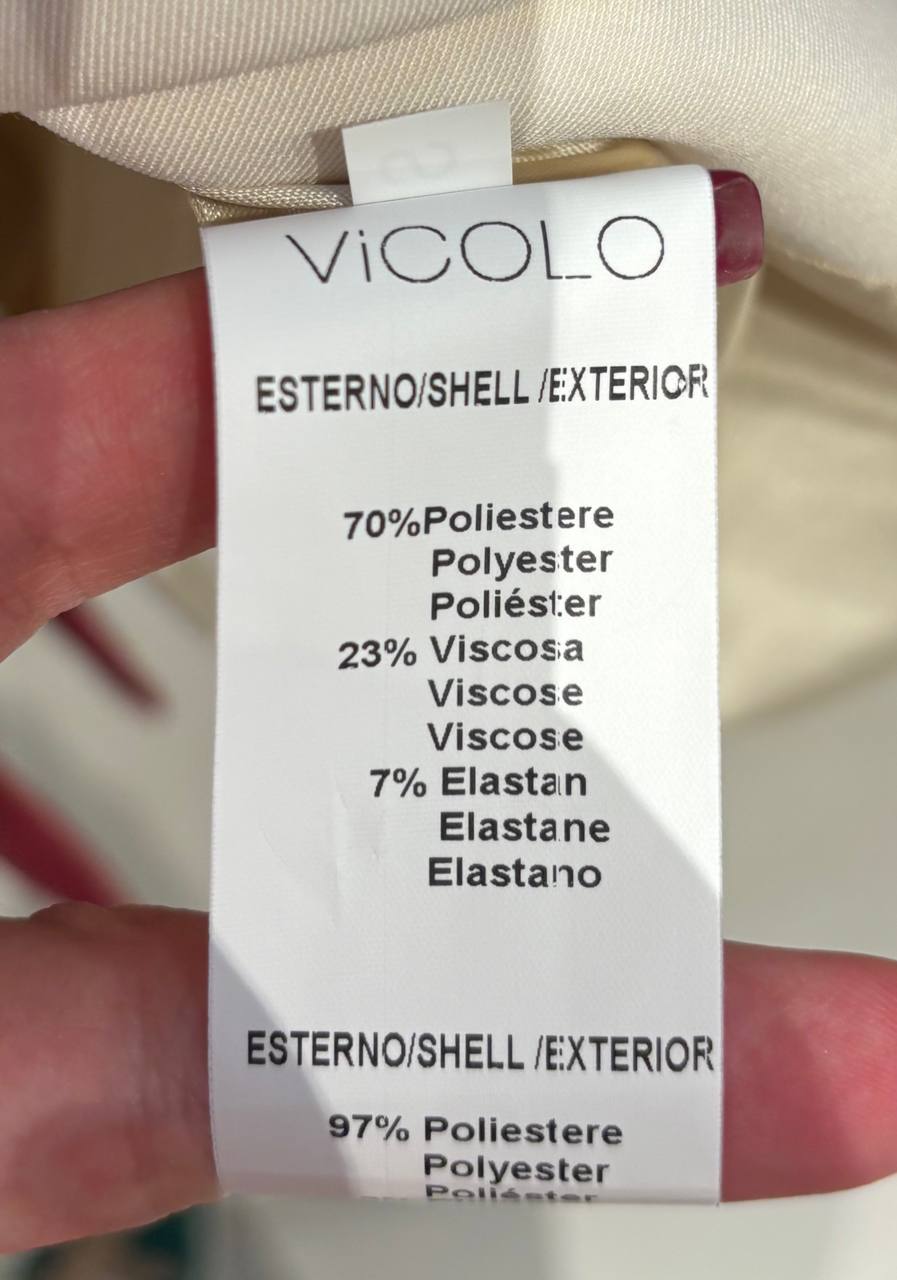 ViCOLO
ESTERNO/SHELL /EXTERIOR
70%Poliestere
Polyester
Poliéster
23% Viscosa
Viscose
Viscose
7% Elastan
Elastane
Elastano
ESTERNO/SHELL /EXTERIOR
97% Poliestere
Polyester
Poliéster